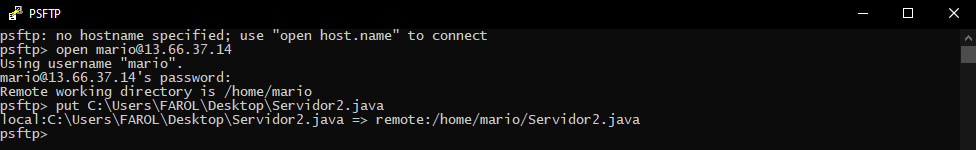 PSFTP
psftp: no hostname specified; use "open host.name" to connect
psftp> open mario@13.66.37.14
Using username "mario".
mario@13.66.37.14's password:
Remote working directory is /home/mario
psftp> put C:\Users\FAROL\Desktop\Servidor2.java
local:C:\Users\FAROL\Desktop\Servidor2.java => remote:/home/mario/Servidor2.java
psftp>